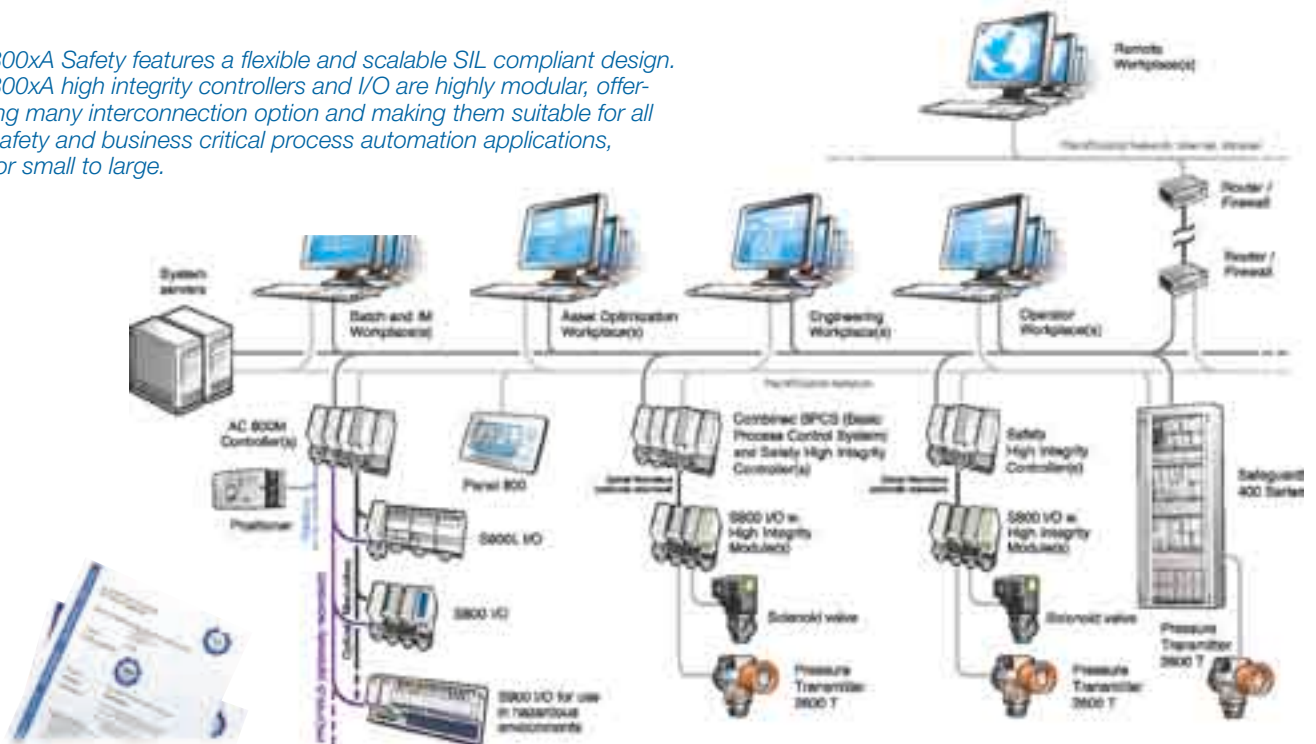 800xA Safety features a flexible and scalable SIL compliant design.
800xA high integrity controllers and I/O are highly modular, offer-
ng many interconnection option and making them suitable for all
afety and business critical process automation applications,
or small to large.
Remote
Workplace(s)
Router /
Firewall
Router /
Firewall
System
servers
Batch and IM
Workplace(s)
Asset Optimization
Workplace(s)
Engineering
Workplace(s)
Operator
Workplace(s)
AC 800M
Controller(s)
Positioner
Panel 800
Combined BPCS (Basic
Process Control System)
and Safety High Integrity
Controller(s)
Safety
High Integrity
Controller(s)
Safeguard
400 Series
S800L I/O
S800 I/O
S900 I/O for use
in hazardous
environments
S800 I/O w.
High Integrity
Module(s)
S800 I/O w.
High Integrity
Module(s)
Solenoid valve
Solenoid valve
Pressure
Transmitter
2600 T
Pressure
Transmitter
2600 T
Pressure
Transmitter
2600 T